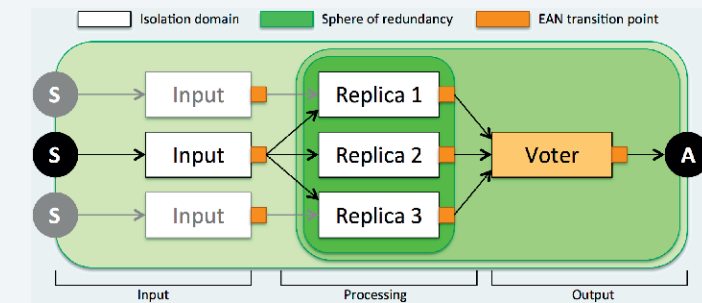 Isolation domain Sphere of redundancy EAN transition point
S Input Replica 1
S Input Replica 2 Voter A
S Input Replica 3
Input Processing Output